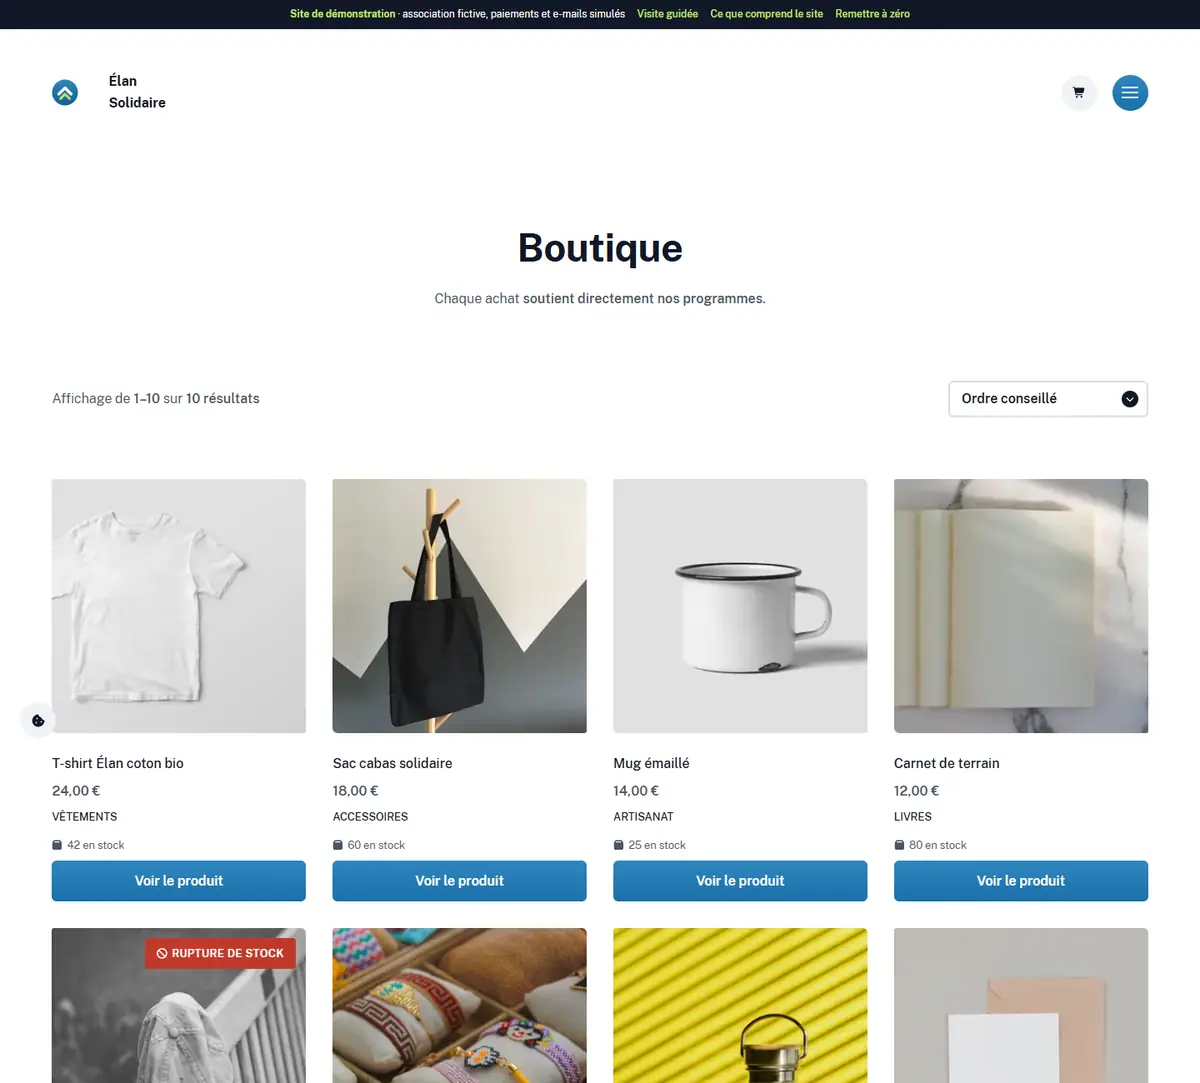 Site de démonstration · association fictive, paiements et e-mails simulés Visite guidée Ce que comprend le site Remettre à zéro
Élan
Solidaire
Boutique
Chaque achat soutient directement nos programmes.
Affichage de 1–10 sur 10 résultats
Ordre conseillé
T-shirt Élan coton bio
24,00 €
VÊTEMENTS
42 en stock
Voir le produit
Sac cabas solidaire
18,00 €
ACCESSOIRES
60 en stock
Voir le produit
Mug émaillé
14,00 €
ARTISANAT
25 en stock
Voir le produit
Carnet de terrain
12,00 €
LIVRES
80 en stock
Voir le produit
RUPTURE DE STOCK